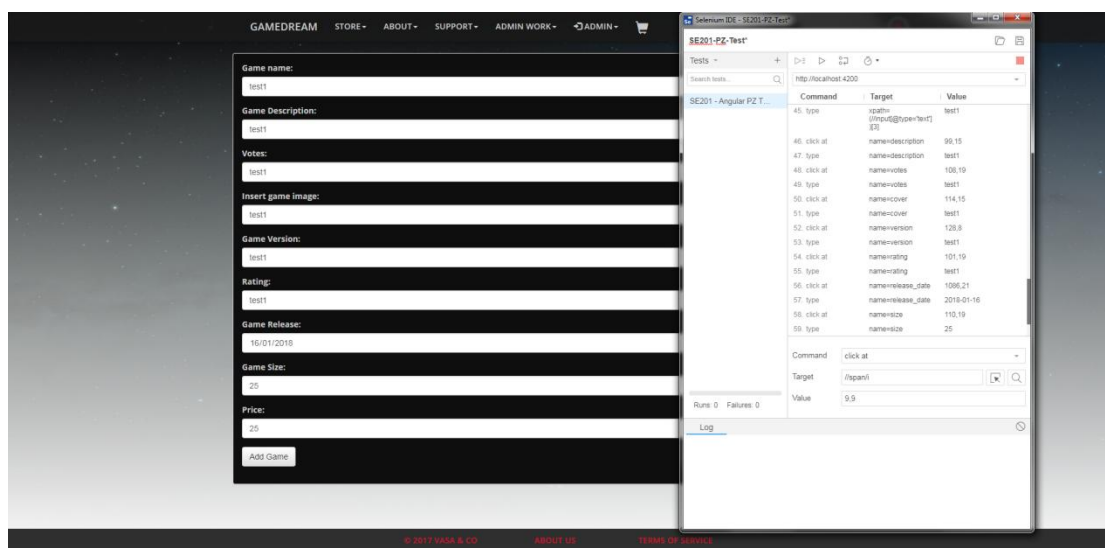 GAMEDREAM STORE ABOUT SUPPORT ADMIN WORK ADMIN
Game name:
test1
Game Description:
test1
Votes:
test1
Insert game image:
test1
Game Version:
test1
Rating:
test1
Game Release:
16/01/2018
Game Size:
25
Price:
25
Add Game
© 2017 VASA & CO ABOUT US TERMS OF SERVICE
Selenium IDE - SE201-PZ-Test*
SE201-PZ-Test*
Tests +
Search tests...
SE201 - Angular PZ T...
Runs: 0 Failures: 0
http://localhost:4200
Command Target Value
45. type xpath= test1
(//input[@type='text']
)[3]
46. click at name=description 99,15
47. type name=description test1
48. click at name=votes 108,19
49. type name=votes test1
50. click at name=cover 114,15
51. type name=cover test1
52. click at name=version 128,8
53. type name=version test1
54. click at name=rating 101,19
55. type name=rating test1
56. click at name=release_date 1086,21
57. type name=release_date 2018-01-16
58. click at name=size 110,19
59. type name=size 25
Command click at
Target //span/i
Value 9,9
Log